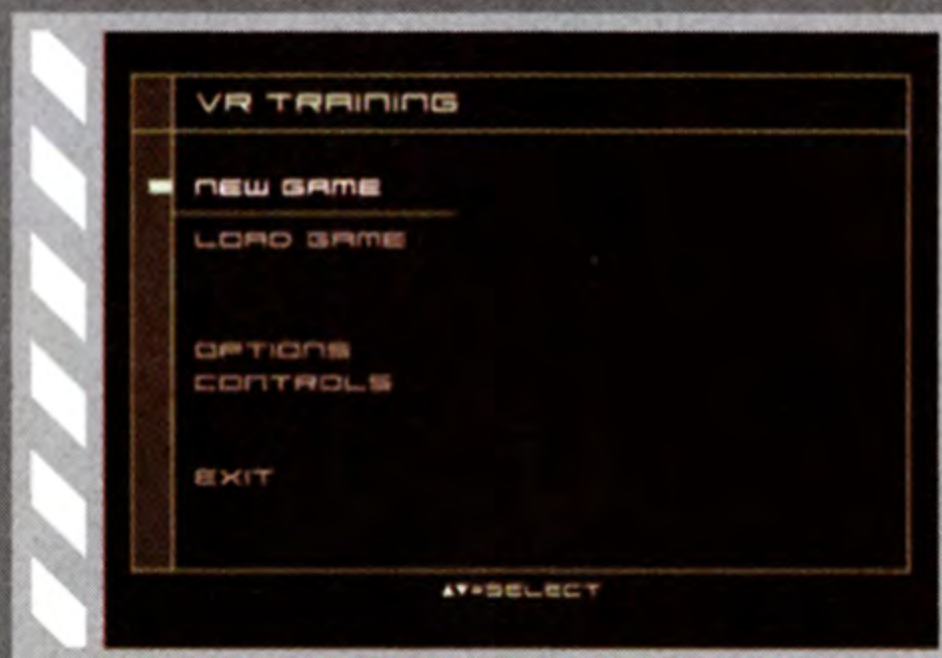 VR TRAINING
NEW GAME
LOAD GAME
OPTIONS
CONTROLS
EXIT
▲▼=SELECT